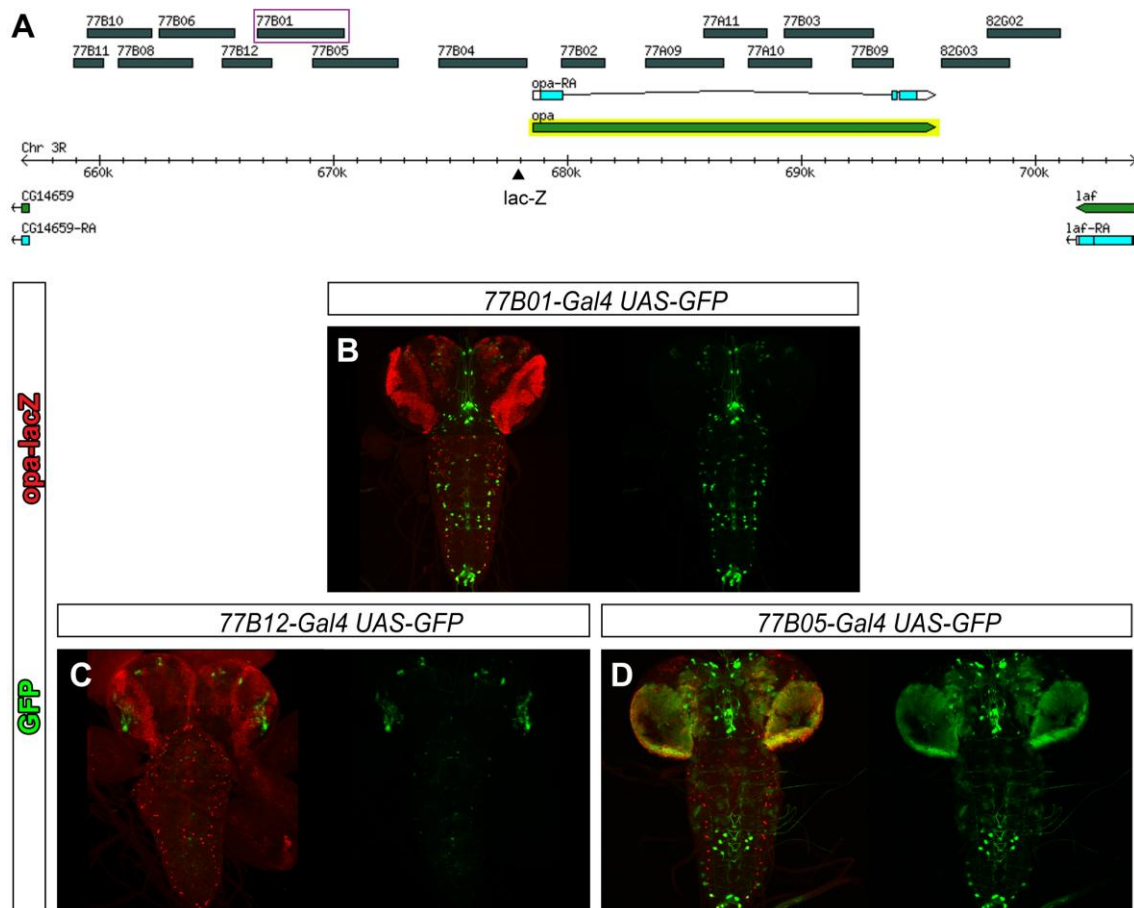 A
77B10 77B06 77B01 77A11 77B03 82G02
77B11 77B08 77B12 77B05 77B04 77B02 77A09 77A10 77B09 82G03
opa-RA
opa
Chr 3R
660k 670k 680k 690k 700k
lac-Z
CG14659 laf
CG14659-RA laf-RA
77B01-Gal4 UAS-GFP
B
opa-lacZ
GFP
77B12-Gal4 UAS-GFP 77B05-Gal4 UAS-GFP
C D